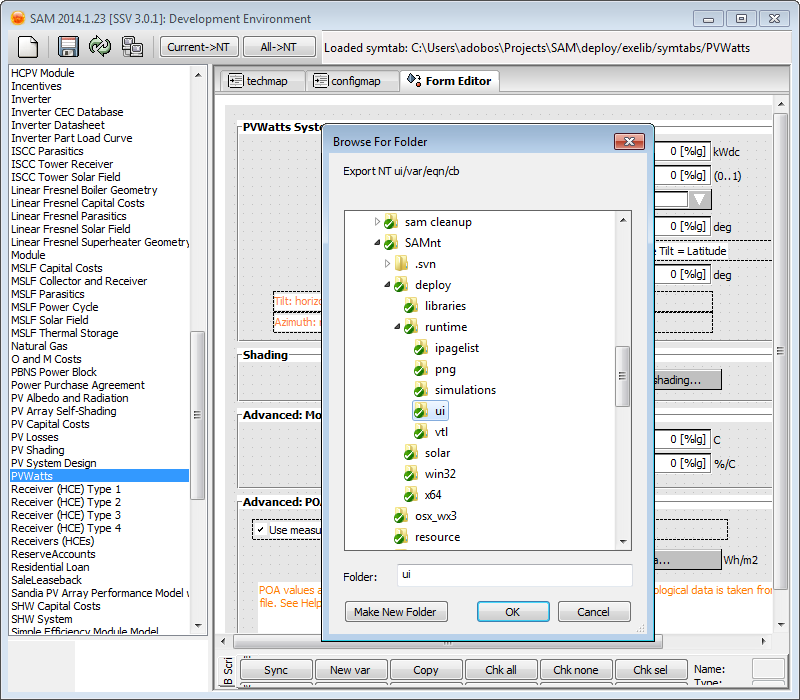 SAM 2014.1.23 [SSV 3.0.1]: Development Environment
Current->NT
All->NT
Loaded symtab: C:\Users\adobos\Projects\SAM\deploy/exelib/symtabs/PVWatts
HCPV Module
Incentives
Inverter
Inverter CEC Database
Inverter Datasheet
Inverter Part Load Curve
ISCC Parasitics
ISCC Tower Receiver
ISCC Tower Solar Field
Linear Fresnel Boiler Geometry
Linear Fresnel Capital Costs
Linear Fresnel Parasitics
Linear Fresnel Solar Field
Linear Fresnel Superheater Geometry
Module
MSLF Capital Costs
MSLF Collector and Receiver
MSLF Parasitics
MSLF Power Cycle
MSLF Solar Field
MSLF Thermal Storage
Natural Gas
O and M Costs
PBNS Power Block
Power Purchase Agreement
PV Albedo and Radiation
PV Array Self-Shading
PV Capital Costs
PV Losses
PV Shading
PV System Design
PVWatts
Receiver (HCE) Type 1
Receiver (HCE) Type 2
Receiver (HCE) Type 3
Receiver (HCE) Type 4
Receivers (HCEs)
ReserveAccounts
Residential Loan
SaleLeaseback
Sandia PV Array Performance Model w
SHW Capital Costs
SHW System
Simple Efficiency Module Model
techmap
configmap
Form Editor
PVWatts Syst
0 [%lg] kWdc
0 [%lg] (0..1)
0 [%lg] deg
e Tilt = Latitude
0 [%lg] deg
Tilt: horizo
Azimuth: n
Shading
shading...
Advanced: Mo
0 [%lg] C
0 [%lg] %/C
Advanced: POA
Use measu
a... Wh/m2
POA values a
ological data is taken from
file. See Help
Browse For Folder
Export NT ui/var/eqn/cb
sam cleanup
SAMnt
.svn
deploy
libraries
runtime
ipagelist
png
simulations
ui
vtl
solar
win32
x64
osx_wx3
resource
Folder: ui
Make New Folder
OK
Cancel
B Scri
Sync
New var
Copy
Chk all
Chk none
Chk sel
Name:
Type: